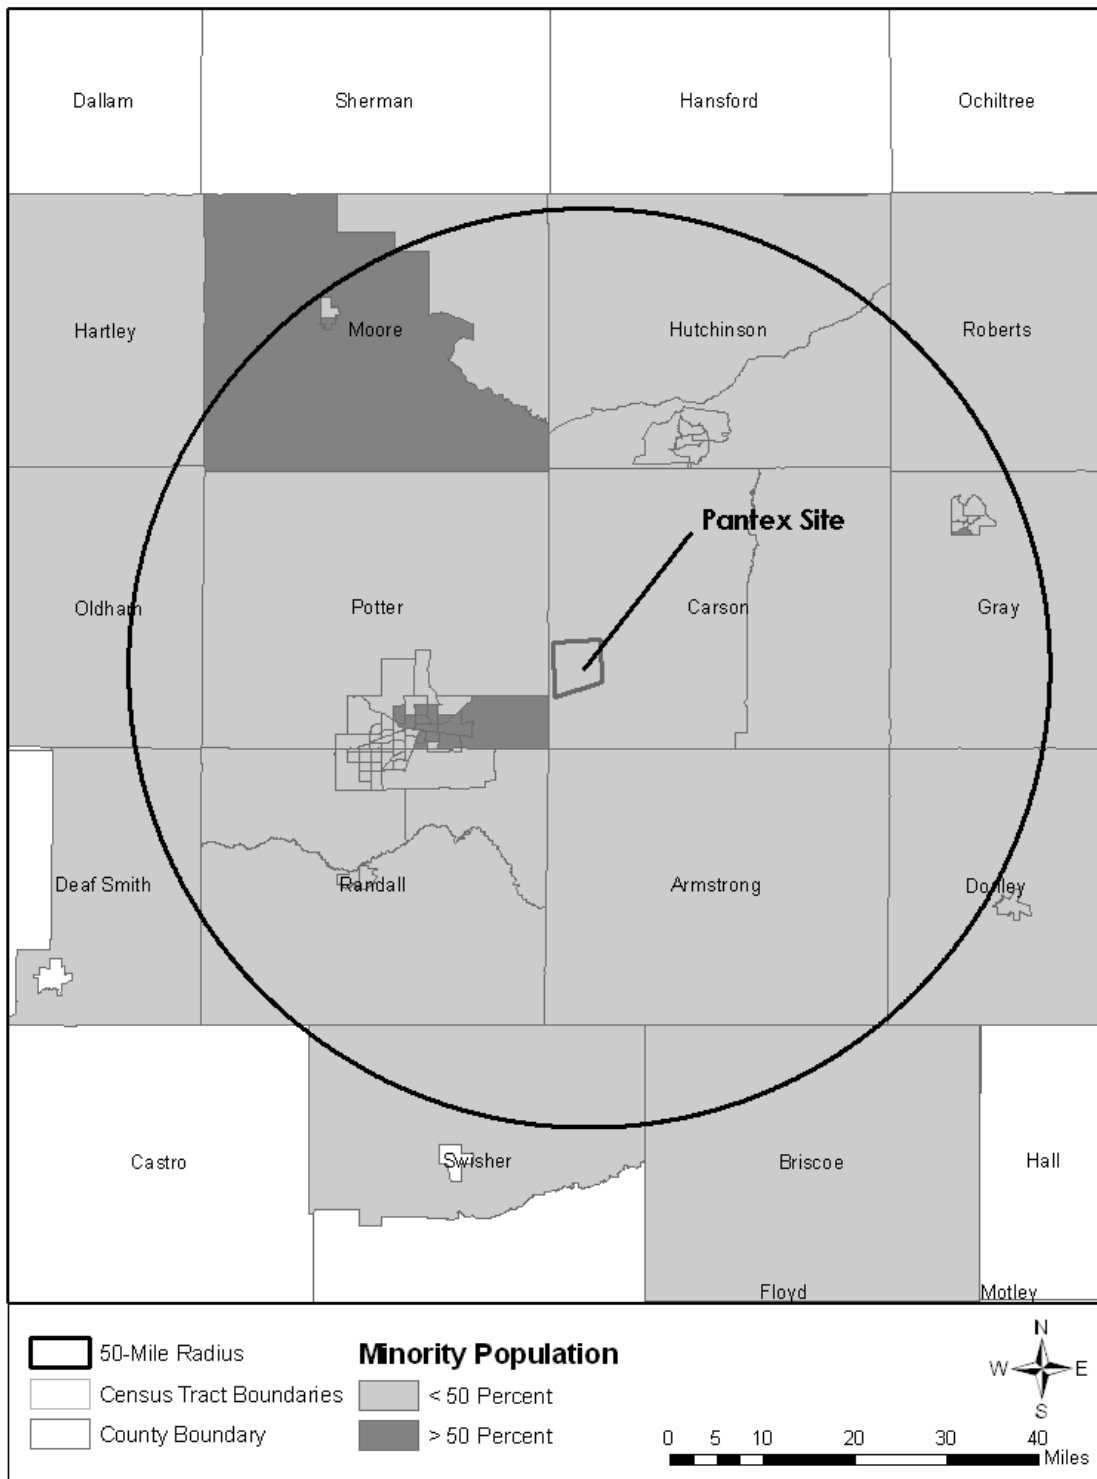 Dallam Sherman Hansford Ochiltree
Hartley Moore Hutchinson Roberts
Pantex Site
Oldham Potter Carson Gray
Deaf Smith Randall Armstrong Donley
Castro Swisher Briscoe Hall
Floyd Motley
50-Mile Radius
Census Tract Boundaries
County Boundary
Minority Population
< 50 Percent
> 50 Percent
N
W E
S
0 5 10 20 30 40
Miles